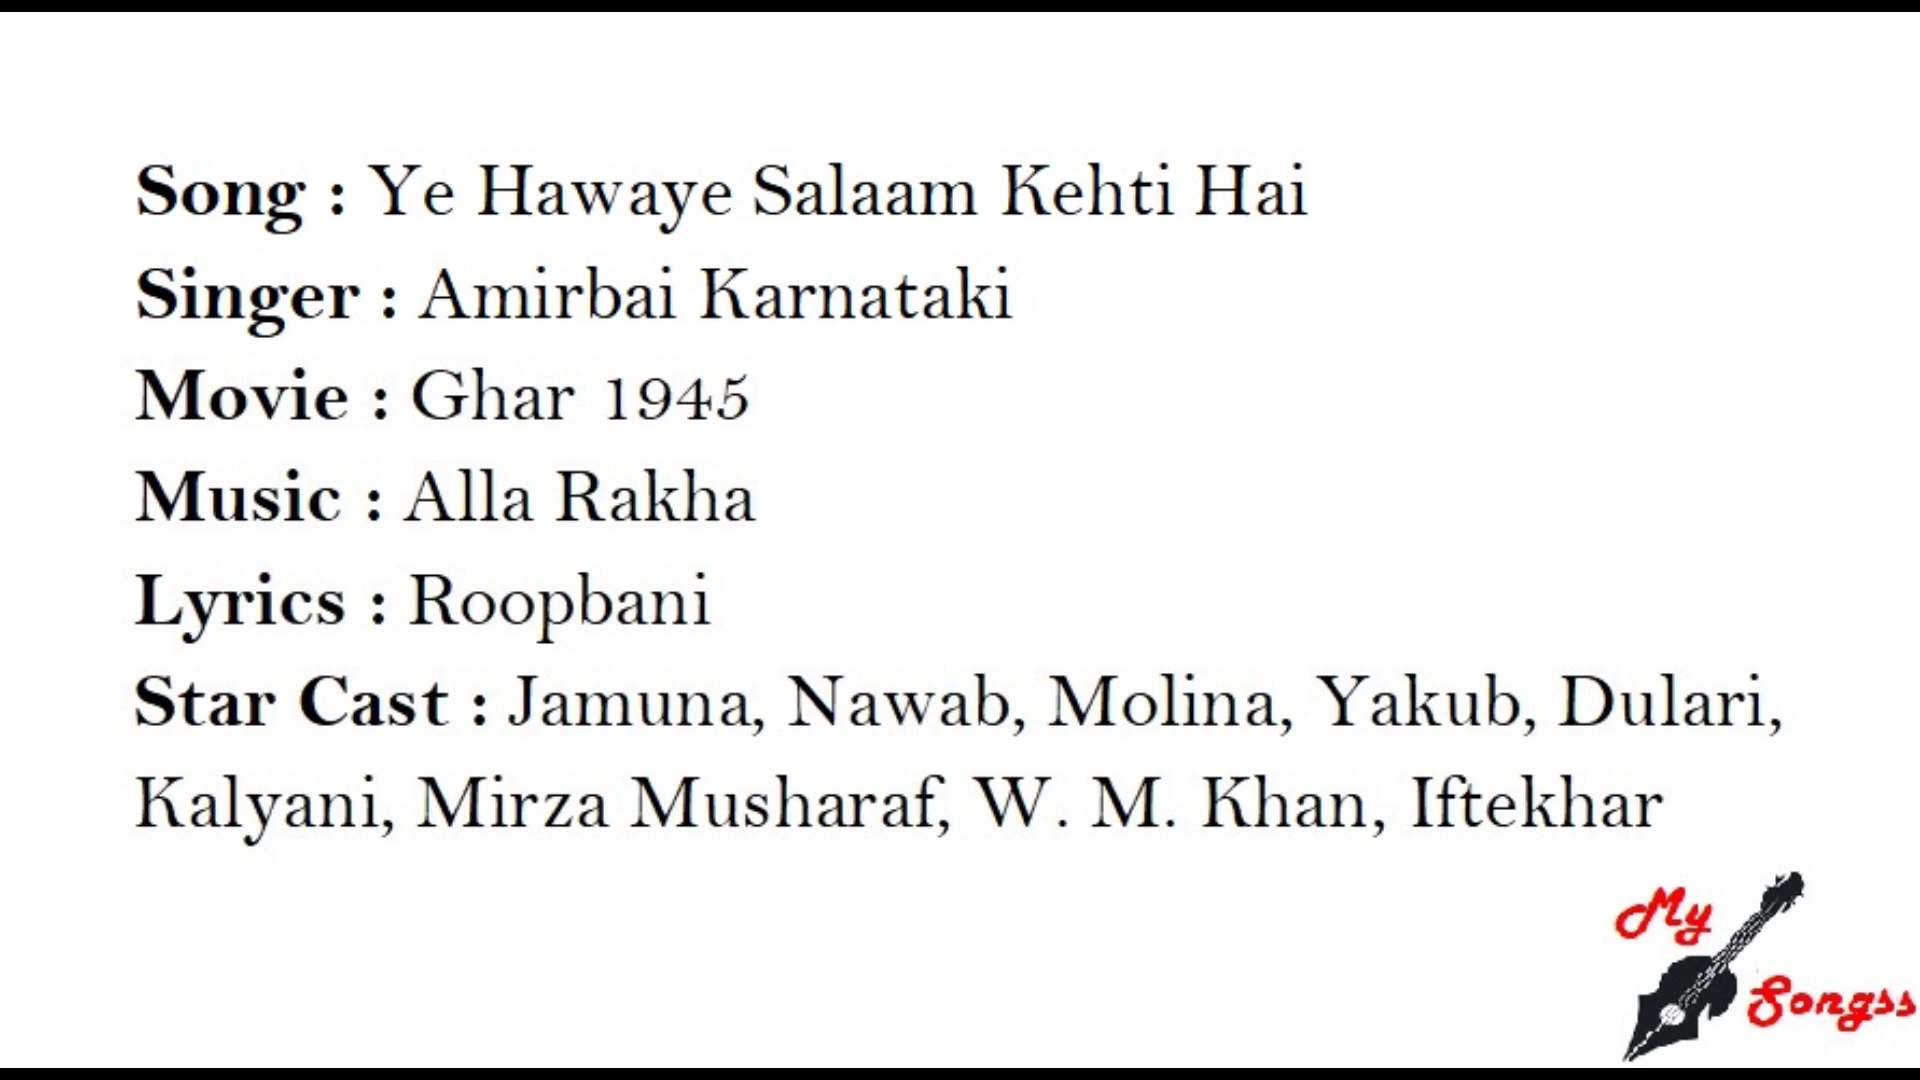 Song : Ye Hawaye Salaam Kehti Hai
Singer : Amirbai Karnataki
Movie : Ghar 1945
Music : Alla Rakha
Lyrics : Roopbani
Star Cast : Jamuna, Nawab, Molina, Yakub, Dulari,
Kalyani, Mirza Musharaf, W. M. Khan, Iftekhar
My
Songss